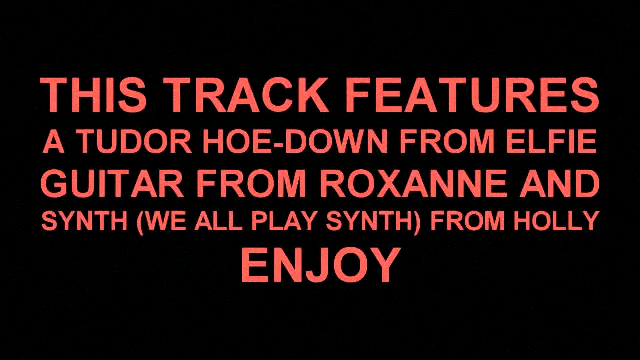 THIS TRACK FEATURES
A TUDOR HOE-DOWN FROM ELFIE
GUITAR FROM ROXANNE AND
SYNTH (WE ALL PLAY SYNTH) FROM HOLLY
ENJOY